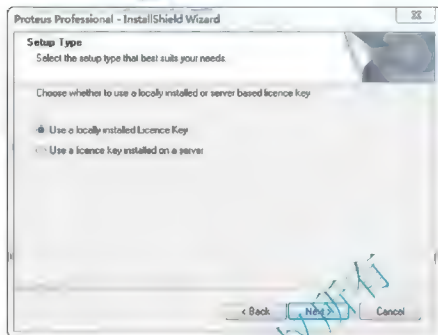 Proteus Professional - InstallShield Wizard
Setup Type
Select the setup type that best suits your needs
Choose whether to use a locally installed or server based licence key
Use a locally installed Licence Key
Use a licence key installed on a server
< Back
Next >
Cancel
所有